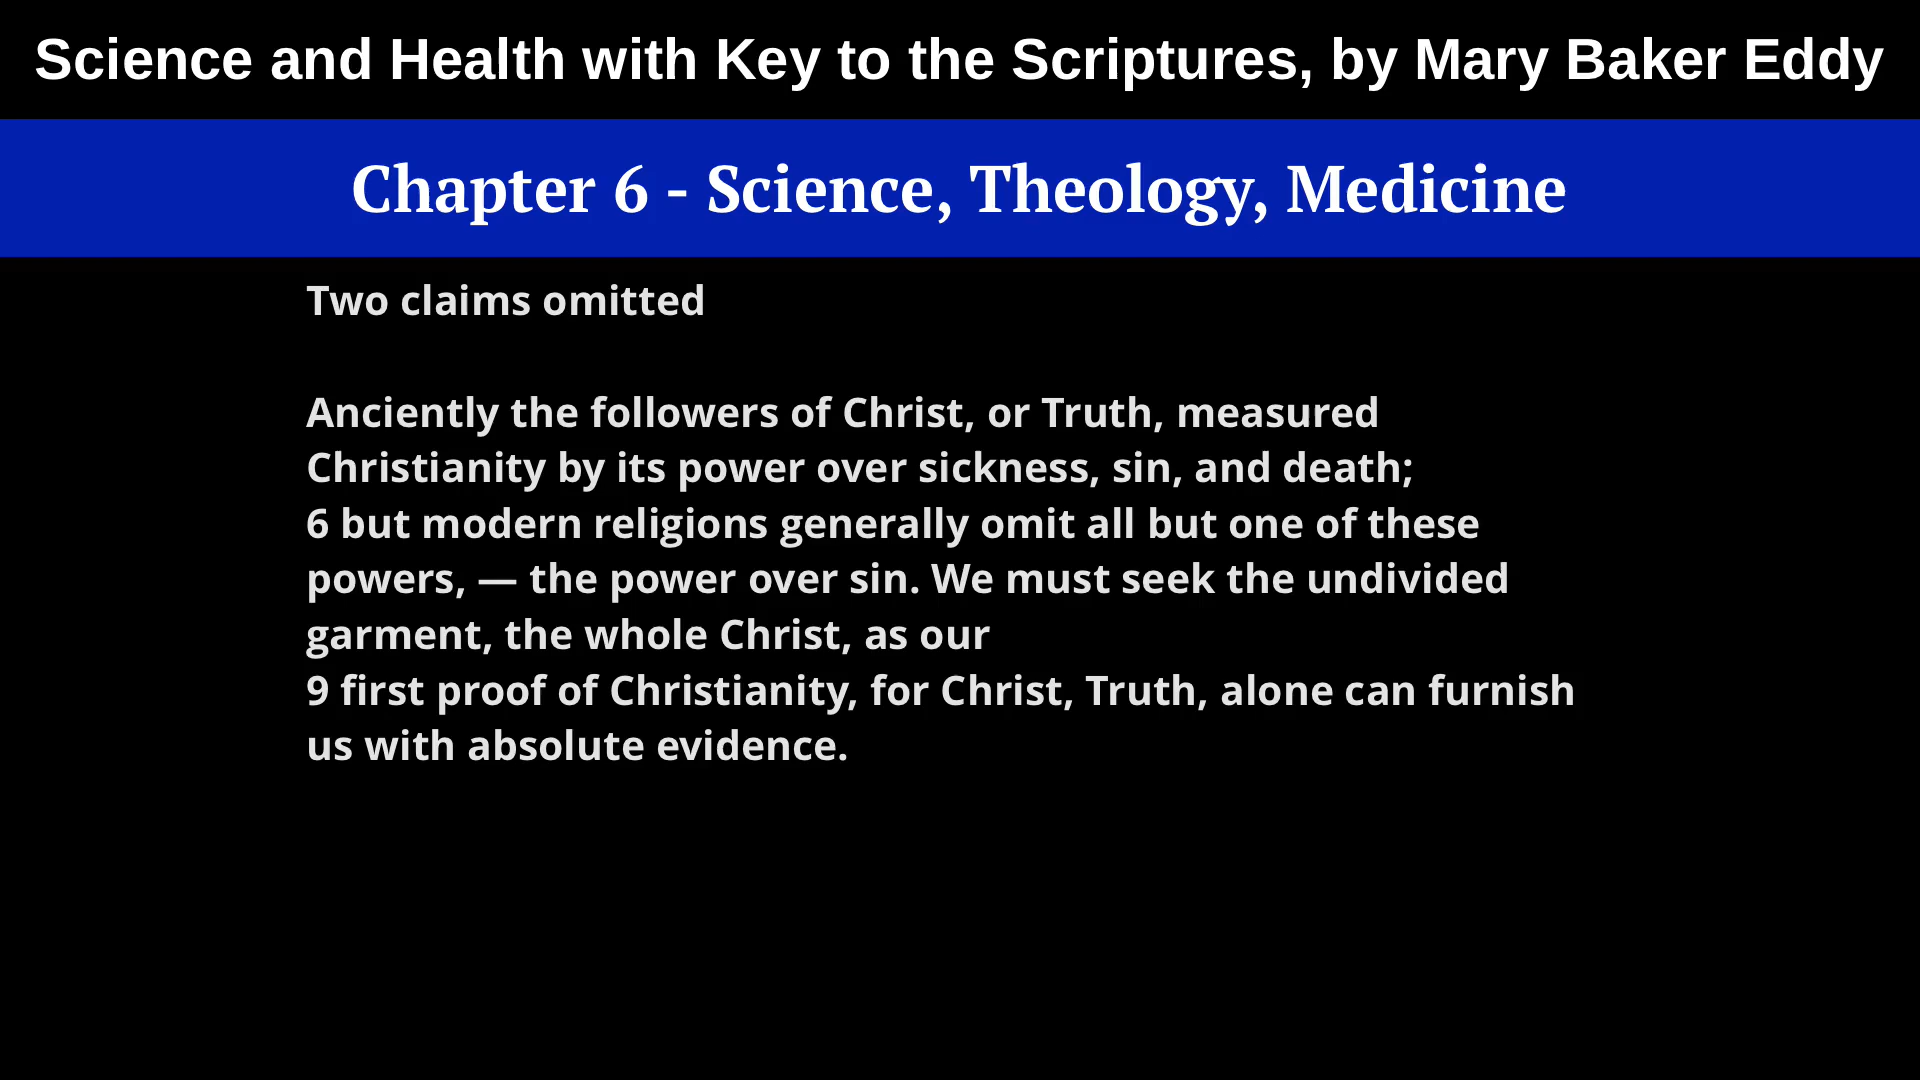 Science and Health with Key to the Scriptures, by Mary Baker Eddy
Chapter 6 - Science, Theology, Medicine
Two claims omitted
Anciently the followers of Christ, or Truth, measured
Christianity by its power over sickness, sin, and death;
6 but modern religions generally omit all but one of these
powers, — the power over sin. We must seek the undivided
garment, the whole Christ, as our
9 first proof of Christianity, for Christ, Truth, alone can furnish
us with absolute evidence.